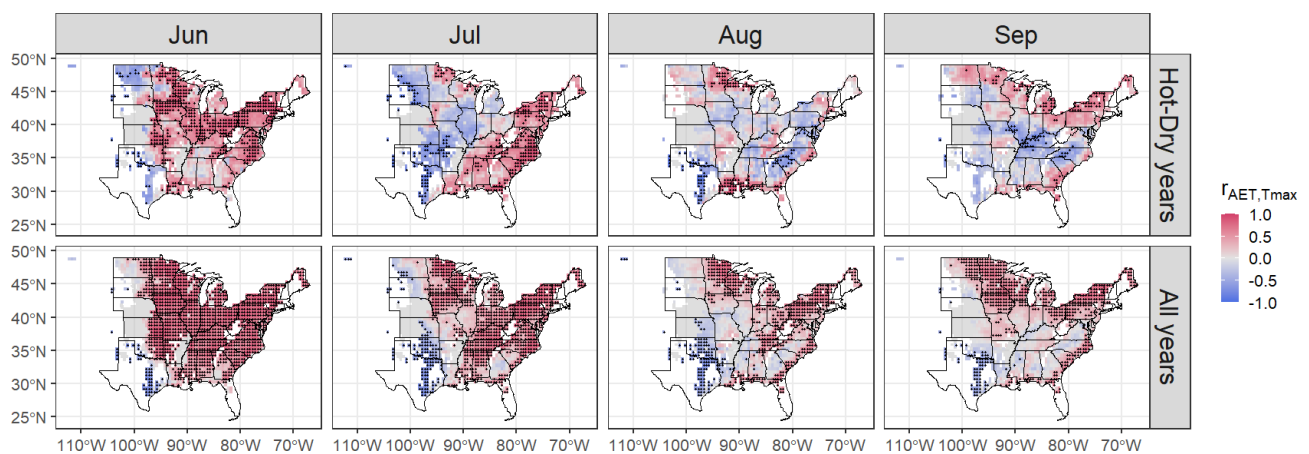 Jun Jul Aug Sep
50°N
45°N
40°N
35°N
30°N
25°N
Hot-Dry years
50°N
45°N
40°N
35°N
30°N
25°N
All years
110°W 100°W 90°W 80°W 70°W 110°W 100°W 90°W 80°W 70°W 110°W 100°W 90°W 80°W 70°W 110°W 100°W 90°W 80°W 70°W
rAET,Tmax
1.0
0.5
0.0
-0.5
-1.0